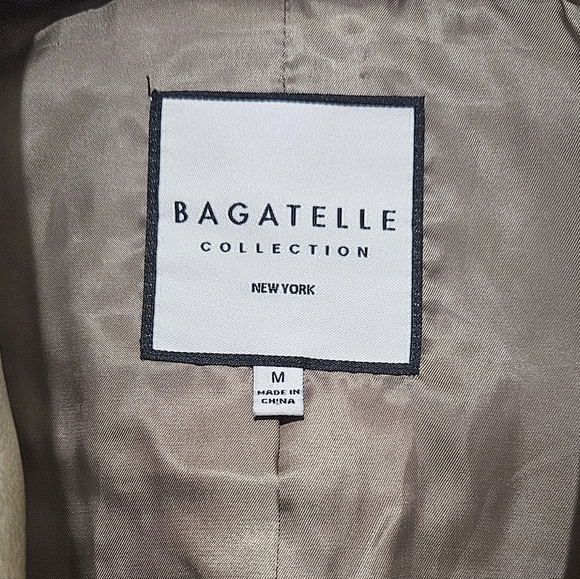 BAGATELLE
COLLECTION
NEW YORK
M
MADE IN
CHINA